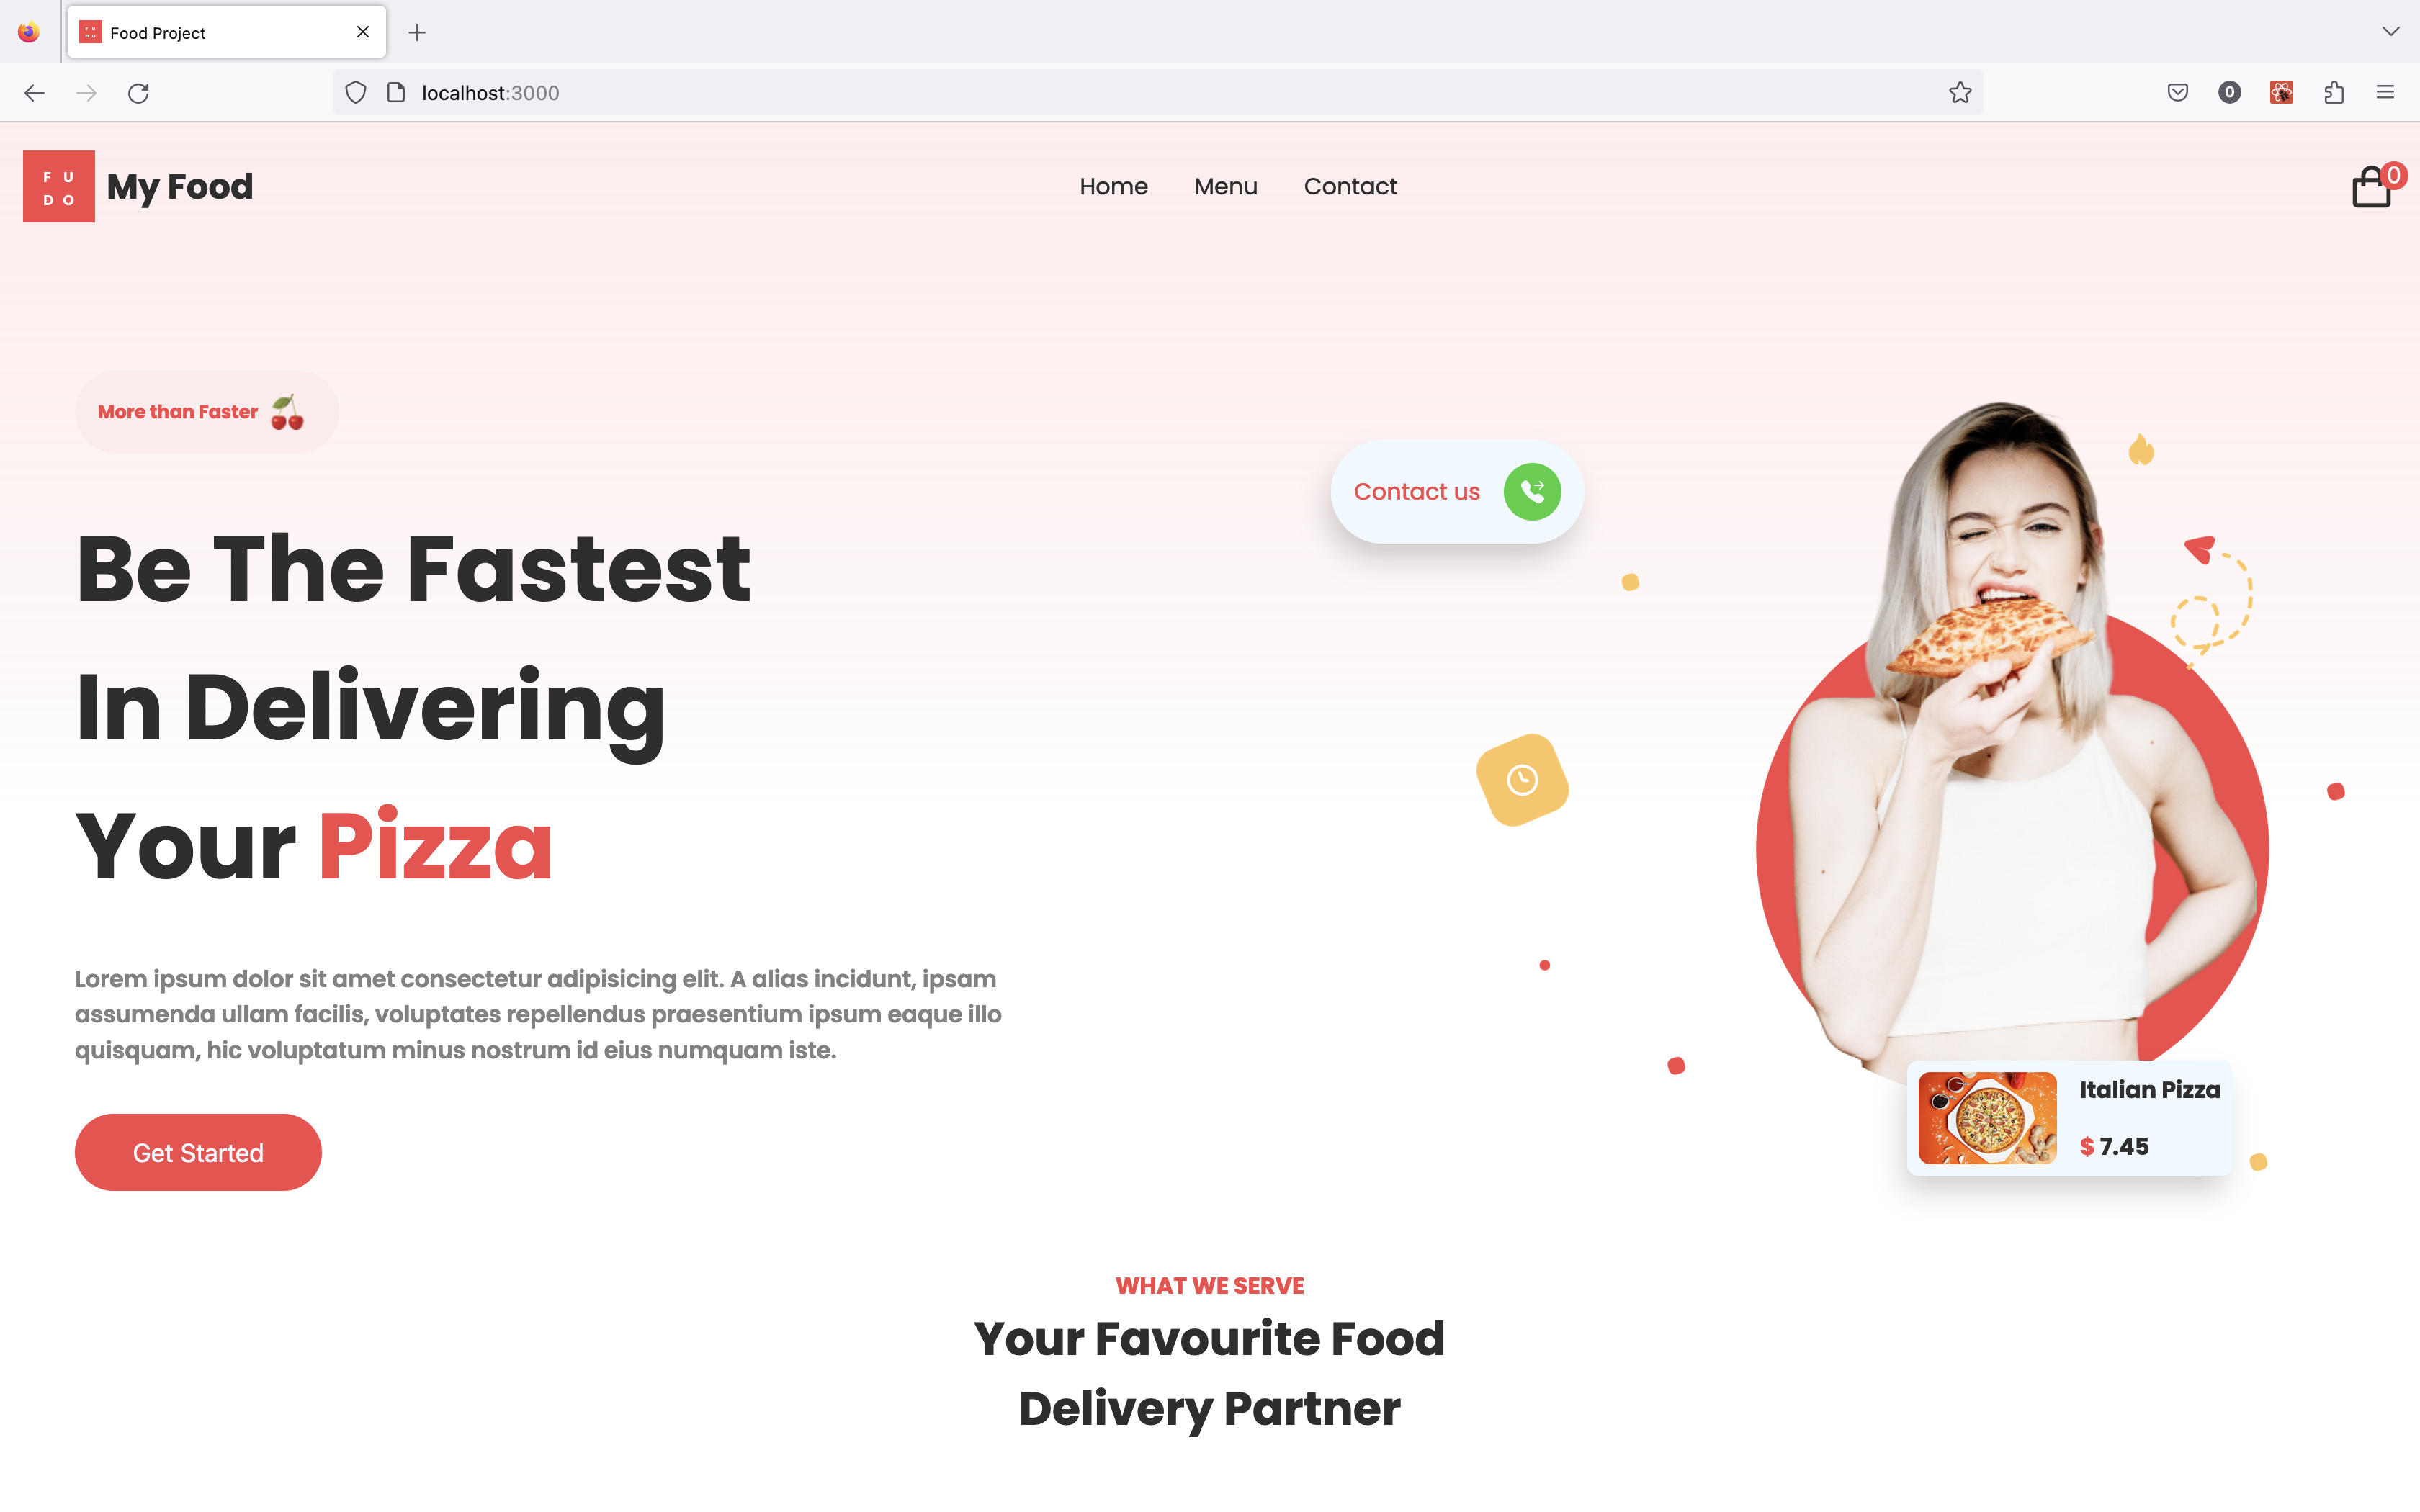 Food Project
localhost:3000
0
F U
D O
My Food
Home Menu Contact
0
More than Faster
Be The Fastest
In Delivering
Your Pizza
Contact us
Lorem ipsum dolor sit amet consectetur adipisicing elit. A alias incidunt, ipsam
assumenda ullam facilis, voluptates repellendus praesentium ipsum eaque illo
quisquam, hic voluptatum minus nostrum id eius numquam iste.
Get Started
Italian Pizza
$ 7.45
WHAT WE SERVE
Your Favourite Food
Delivery Partner